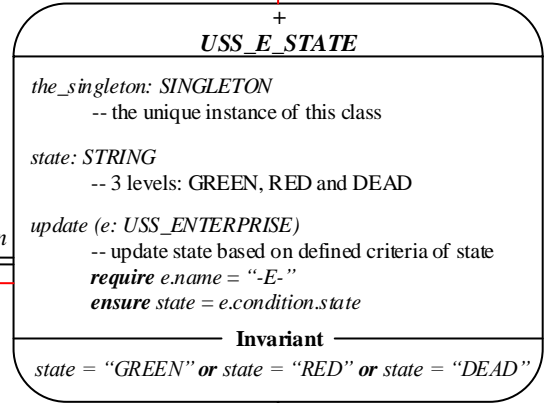 +
USS_E_STATE
the_singleton: SINGLETON
-- the unique instance of this class
state: STRING
-- 3 levels: GREEN, RED and DEAD
update (e: USS_ENTERPRISE)
-- update state based on defined criteria of state
require e.name = “-E-”
ensure state = e.condition.state
Invariant
state = “GREEN” or state = “RED” or state = “DEAD”